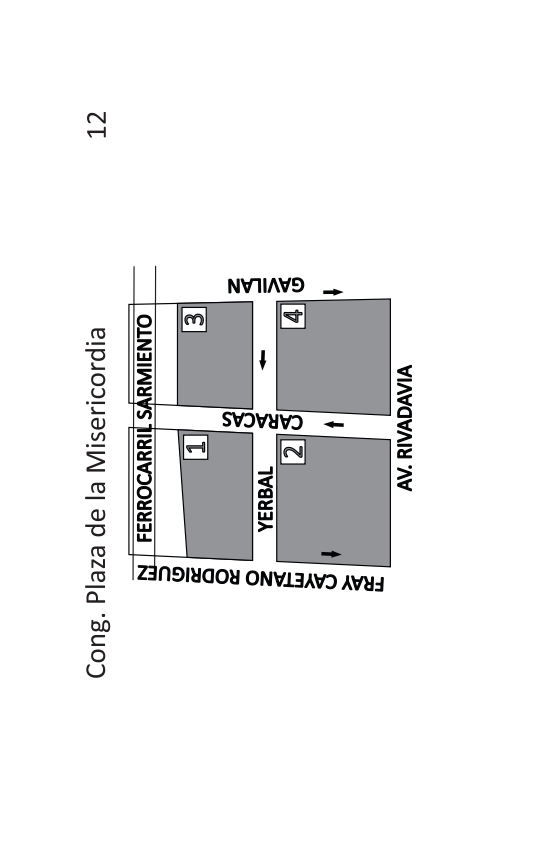 Cong. Plaza de la Misericordia 12
FERROCARRIL SARMIENTO
FRAY CAYETANO RODRIGUEZ
1
3
CARACAS
GAVILAN
YERBAL
2
4
AV. RIVADAVIA